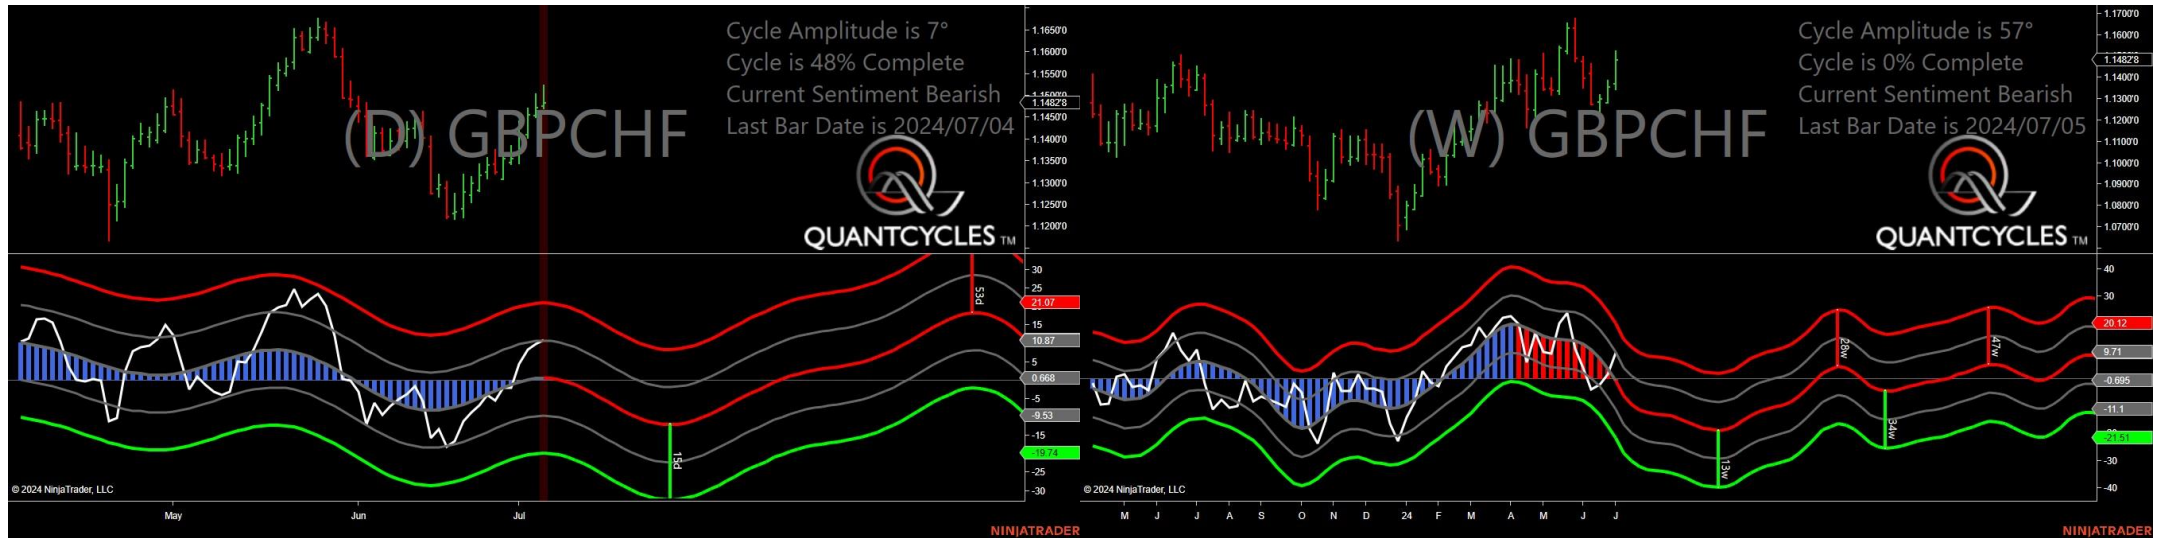 Cycle Amplitude is 7°
Cycle is 48% Complete
Current Sentiment Bearish
Last Bar Date is 2024/07/04
(D) GBPCHF
QUANTCYCLES TM
1.1650'0
1.1600'0
1.1550'0
1.1482'8
1.1450'0
1.1400'0
1.1350'0
1.1300'0
1.1250'0
1.1200'0
30
25
21.07
15
10.87
5
0.668
-5
-9.53
-15
-19.74
-25
-30
53d
15d
© 2024 NinjaTrader, LLC
May Jun Jul
NINJATRADER
Cycle Amplitude is 57°
Cycle is 0% Complete
Current Sentiment Bearish
Last Bar Date is 2024/07/05
(W) GBPCHF
QUANTCYCLES TM
1.1700'0
1.1600'0
1.1482'8
1.1400'0
1.1300'0
1.1200'0
1.1100'0
1.1000'0
1.0900'0
1.0800'0
1.0700'0
40
30
20.12
9.71
-0.695
-11.1
-21.51
-30
-40
28w
47w
34w
13w
© 2024 NinjaTrader, LLC
M J J A S O N D 24 F M A M J J
NINJATRADER